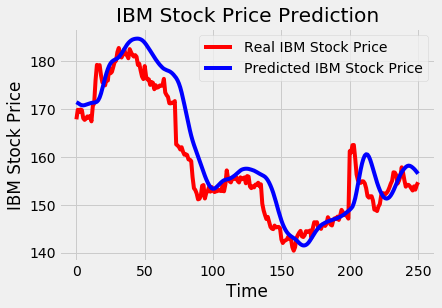 IBM Stock Price Prediction
Real IBM Stock Price
Predicted IBM Stock Price
IBM Stock Price
180
170
160
150
140
0 50 100 150 200 250
Time